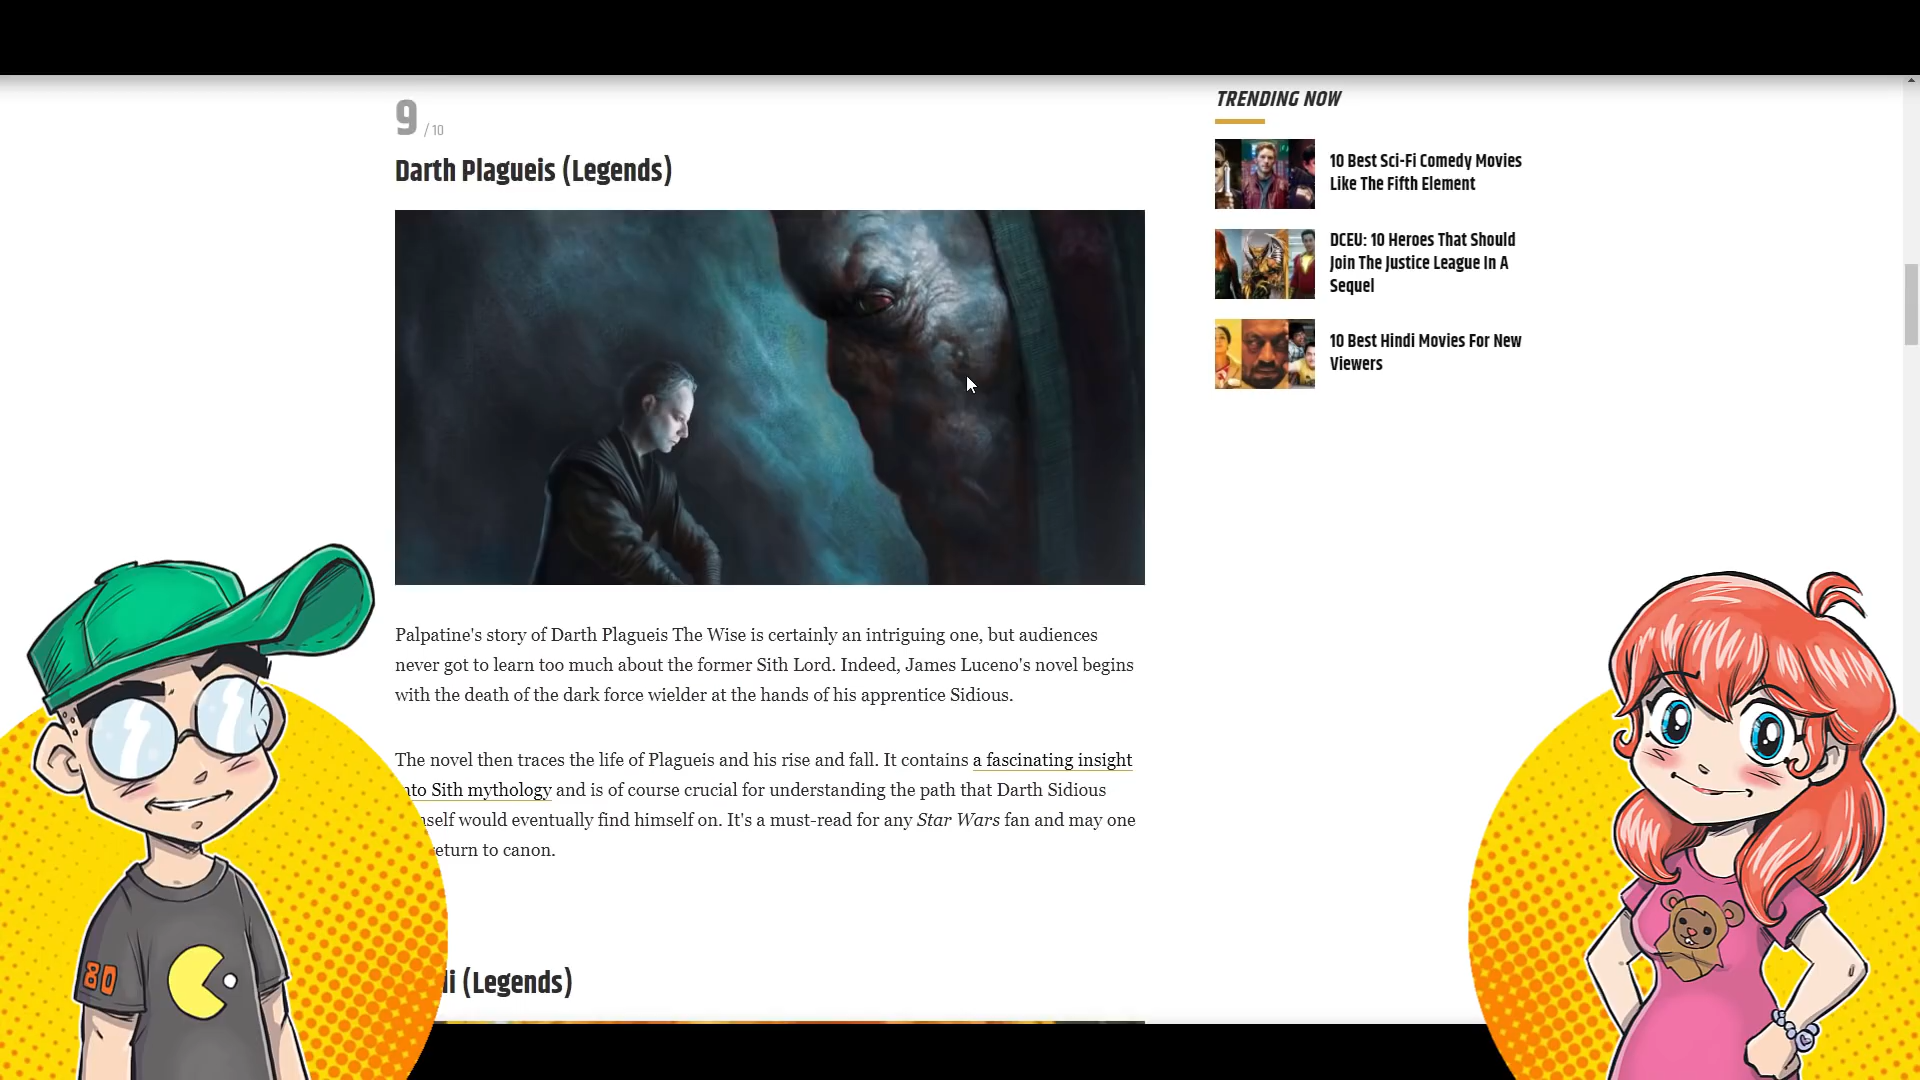 9 / 10
Darth Plagueis (Legends)
Palpatine's story of Darth Plagueis The Wise is certainly an intriguing one, but audiences
never got to learn too much about the former Sith Lord. Indeed, James Luceno's novel begins
with the death of the dark force wielder at the hands of his apprentice Sidious.
The novel then traces the life of Plagueis and his rise and fall. It contains a fascinating insight
nto Sith mythology and is of course crucial for understanding the path that Darth Sidious
self would eventually find himself on. It's a must-read for any Star Wars fan and may one
eturn to canon.
(Legends)
TRENDING NOW
10 Best Sci-Fi Comedy Movies
Like The Fifth Element
DCEU: 10 Heroes That Should
Join The Justice League In A
Sequel
10 Best Hindi Movies For New
Viewers
80